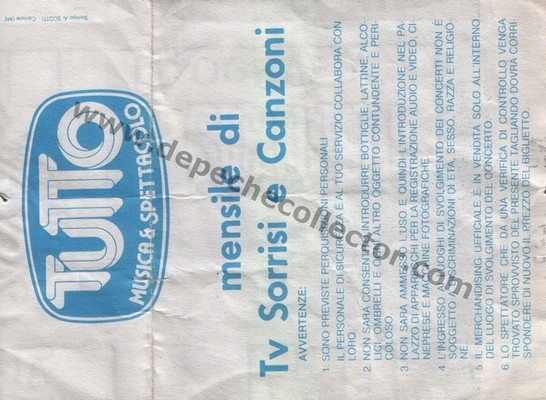 Stampa A. SCOTTI - Cornate (MI)
TUTTO
MUSICA & SPETTACOLO
mensile di
Tv Sorrisi e Canzoni
AVVERTENZE:
1. SONO PREVISTE PERQUISIZIONI PERSONALI
IL PERSONALE DI SICUREZZA È AL TUO SERVIZIO COLLABORA CON
LORO.
2. NON SARÀ CONSENTITO INTRODURRE BOTTIGLIE, LATTINE, ALCO-
LICI, OMBRELLI E QUALSIASI ALTRO OGGETTO CONTUNDENTE E PERI-
COLOSO.
3. NON SARÀ AMMESSO L'USO E QUINDI L'INTRODUZIONE NEL PA-
LAZZO DI APPARECCHI PER LA REGISTRAZIONE AUDIO E VIDEO, CI-
NEPRESE E MACCHINE FOTOGRAFICHE
4. L'INGRESSO AI LUOGHI DI SVOLGIMENTO DEI CONCERTI NON È
SOGGETTO A DISCRIMINAZIONI DI ETÀ, SESSO, RAZZA E RELIGIO-
NE.
5. IL MERCHANDISING UFFICIALE È IN VENDITA SOLO ALL'INTERNO
DEL LUOGO DI SVOLGIMENTO DEL CONCERTO.
6. LO SPETTATORE CHE DA UNA VERIFICA DI CONTROLLO VENGA
TROVATO SPROVVISTO DEL PRESENTE TAGLIANDO DOVRÀ CORRI-
SPONDERE DI NUOVO IL PREZZO DEL BIGLIETTO
www.depechecollector.com